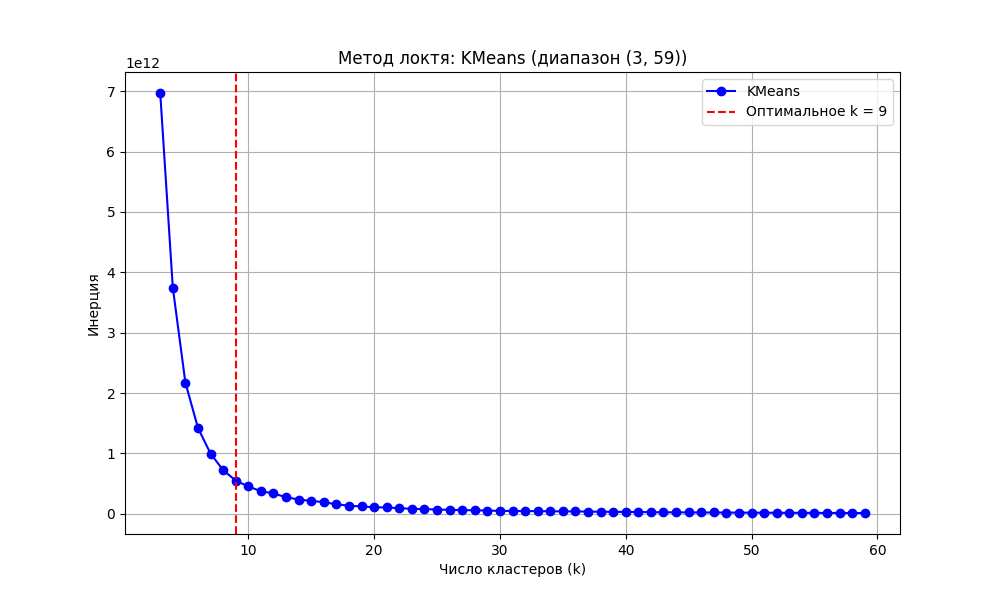 Метод локтя: KMeans (диапазон (3, 59))
1e12
KMeans
Оптимальное k = 9
7
6
5
4
3
2
1
0
Инерция
10 20 30 40 50 60
Число кластеров (k)